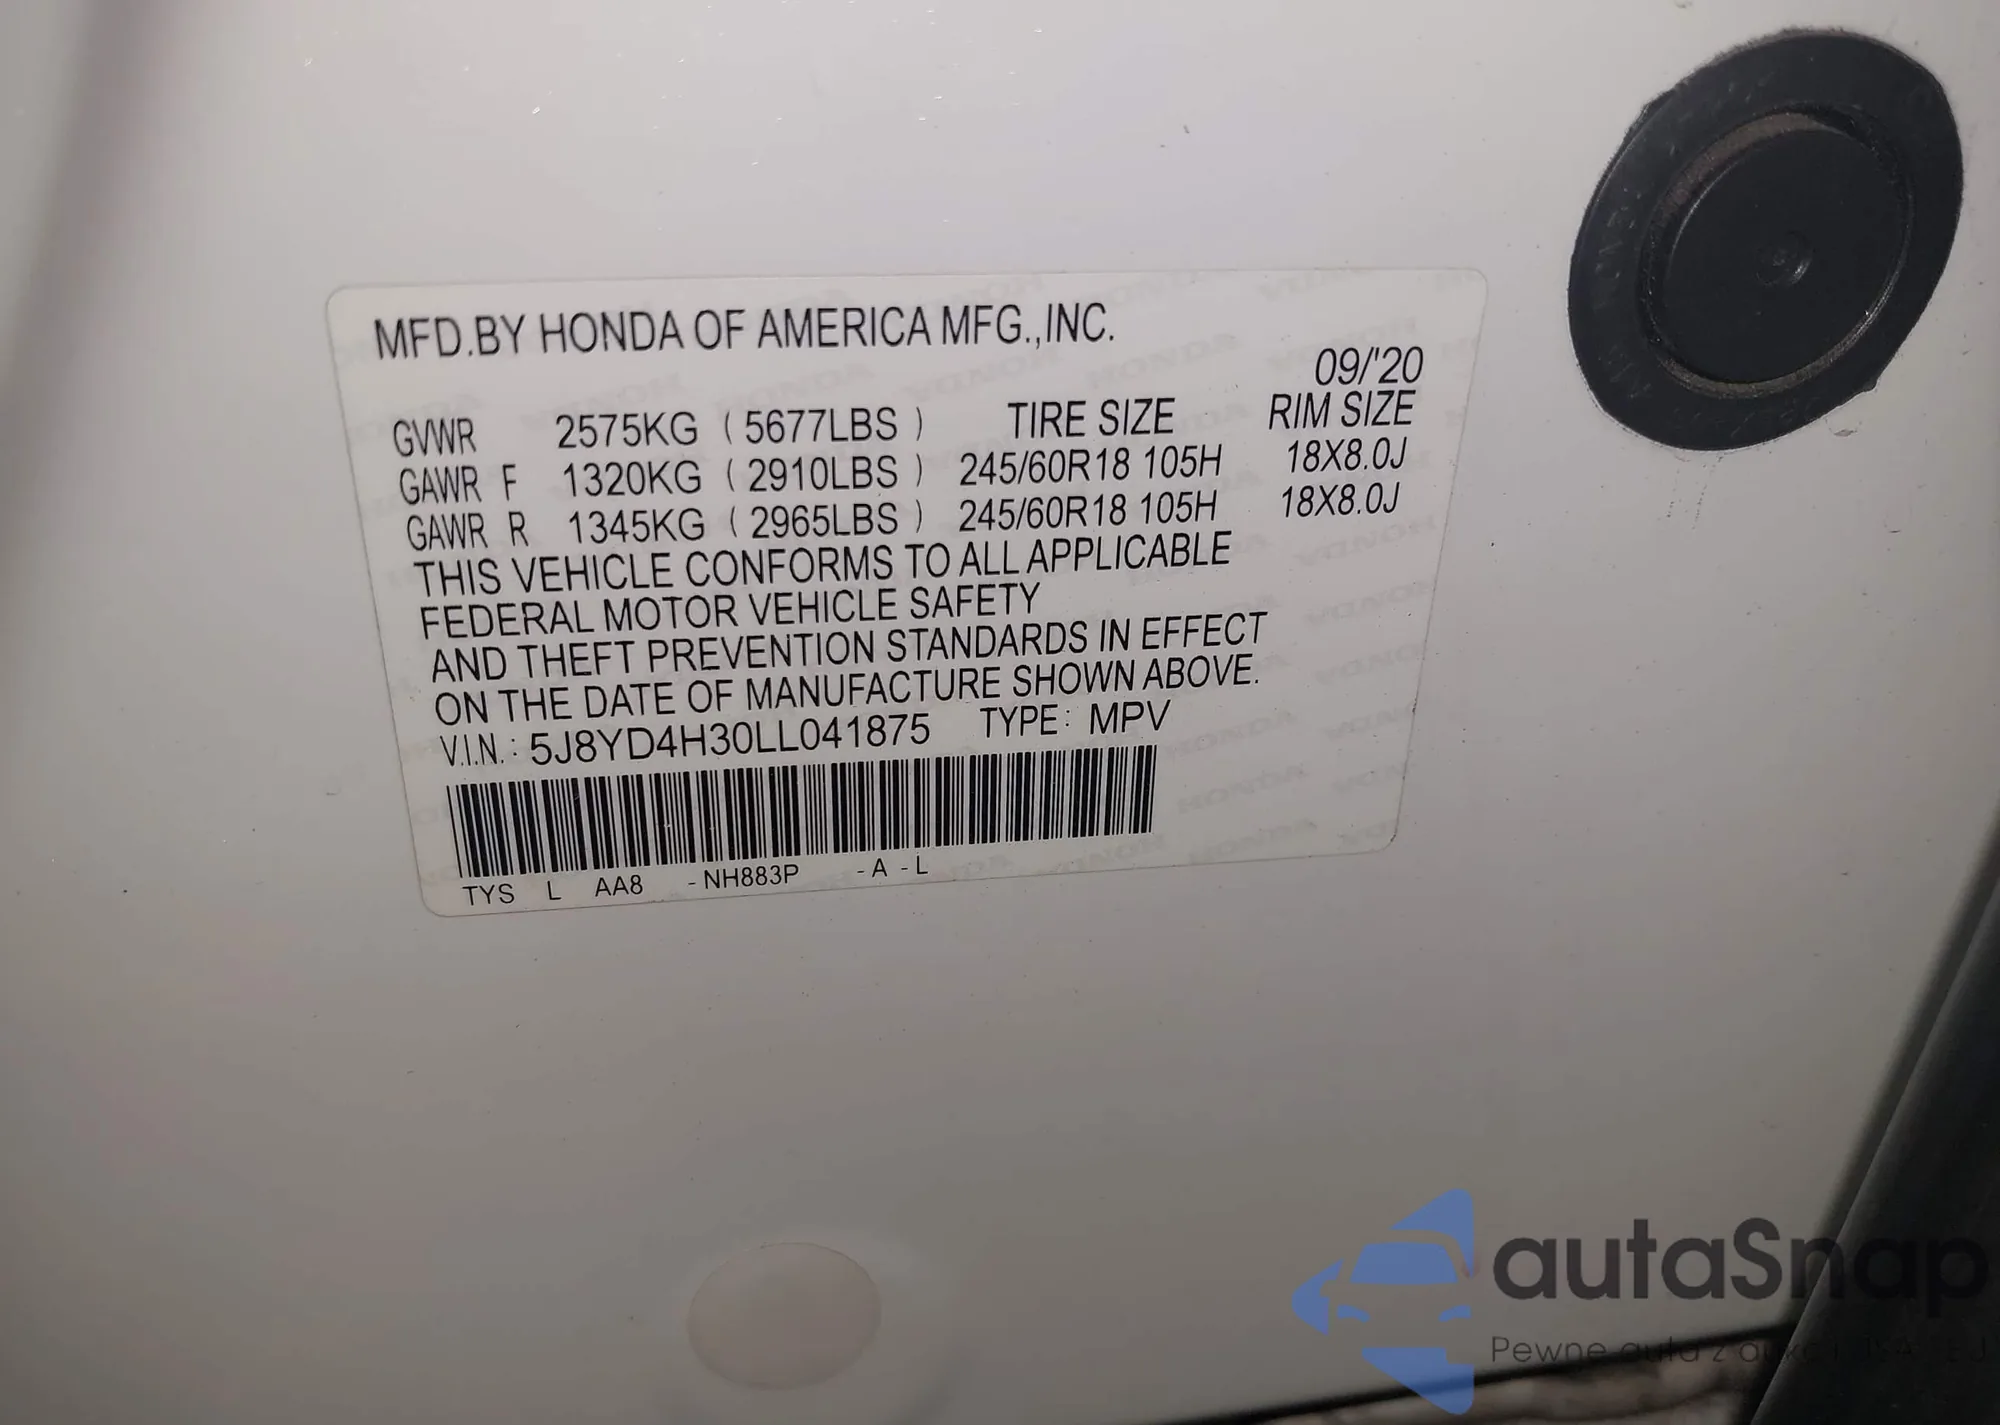 MFD.BY HONDA OF AMERICA MFG.,INC.
09/'20
GVWR 2575KG (5677LBS) TIRE SIZE RIM SIZE
GAWR F 1320KG (2910LBS) 245/60R18 105H 18X8.0J
GAWR R 1345KG (2965LBS) 245/60R18 105H 18X8.0J
THIS VEHICLE CONFORMS TO ALL APPLICABLE
FEDERAL MOTOR VEHICLE SAFETY
AND THEFT PREVENTION STANDARDS IN EFFECT
ON THE DATE OF MANUFACTURE SHOWN ABOVE.
V.I.N.: 5J8YD4H30LL041875 TYPE: MPV
TYS L AA8 -NH883P -A -L
autaSnap
Pewne auta z